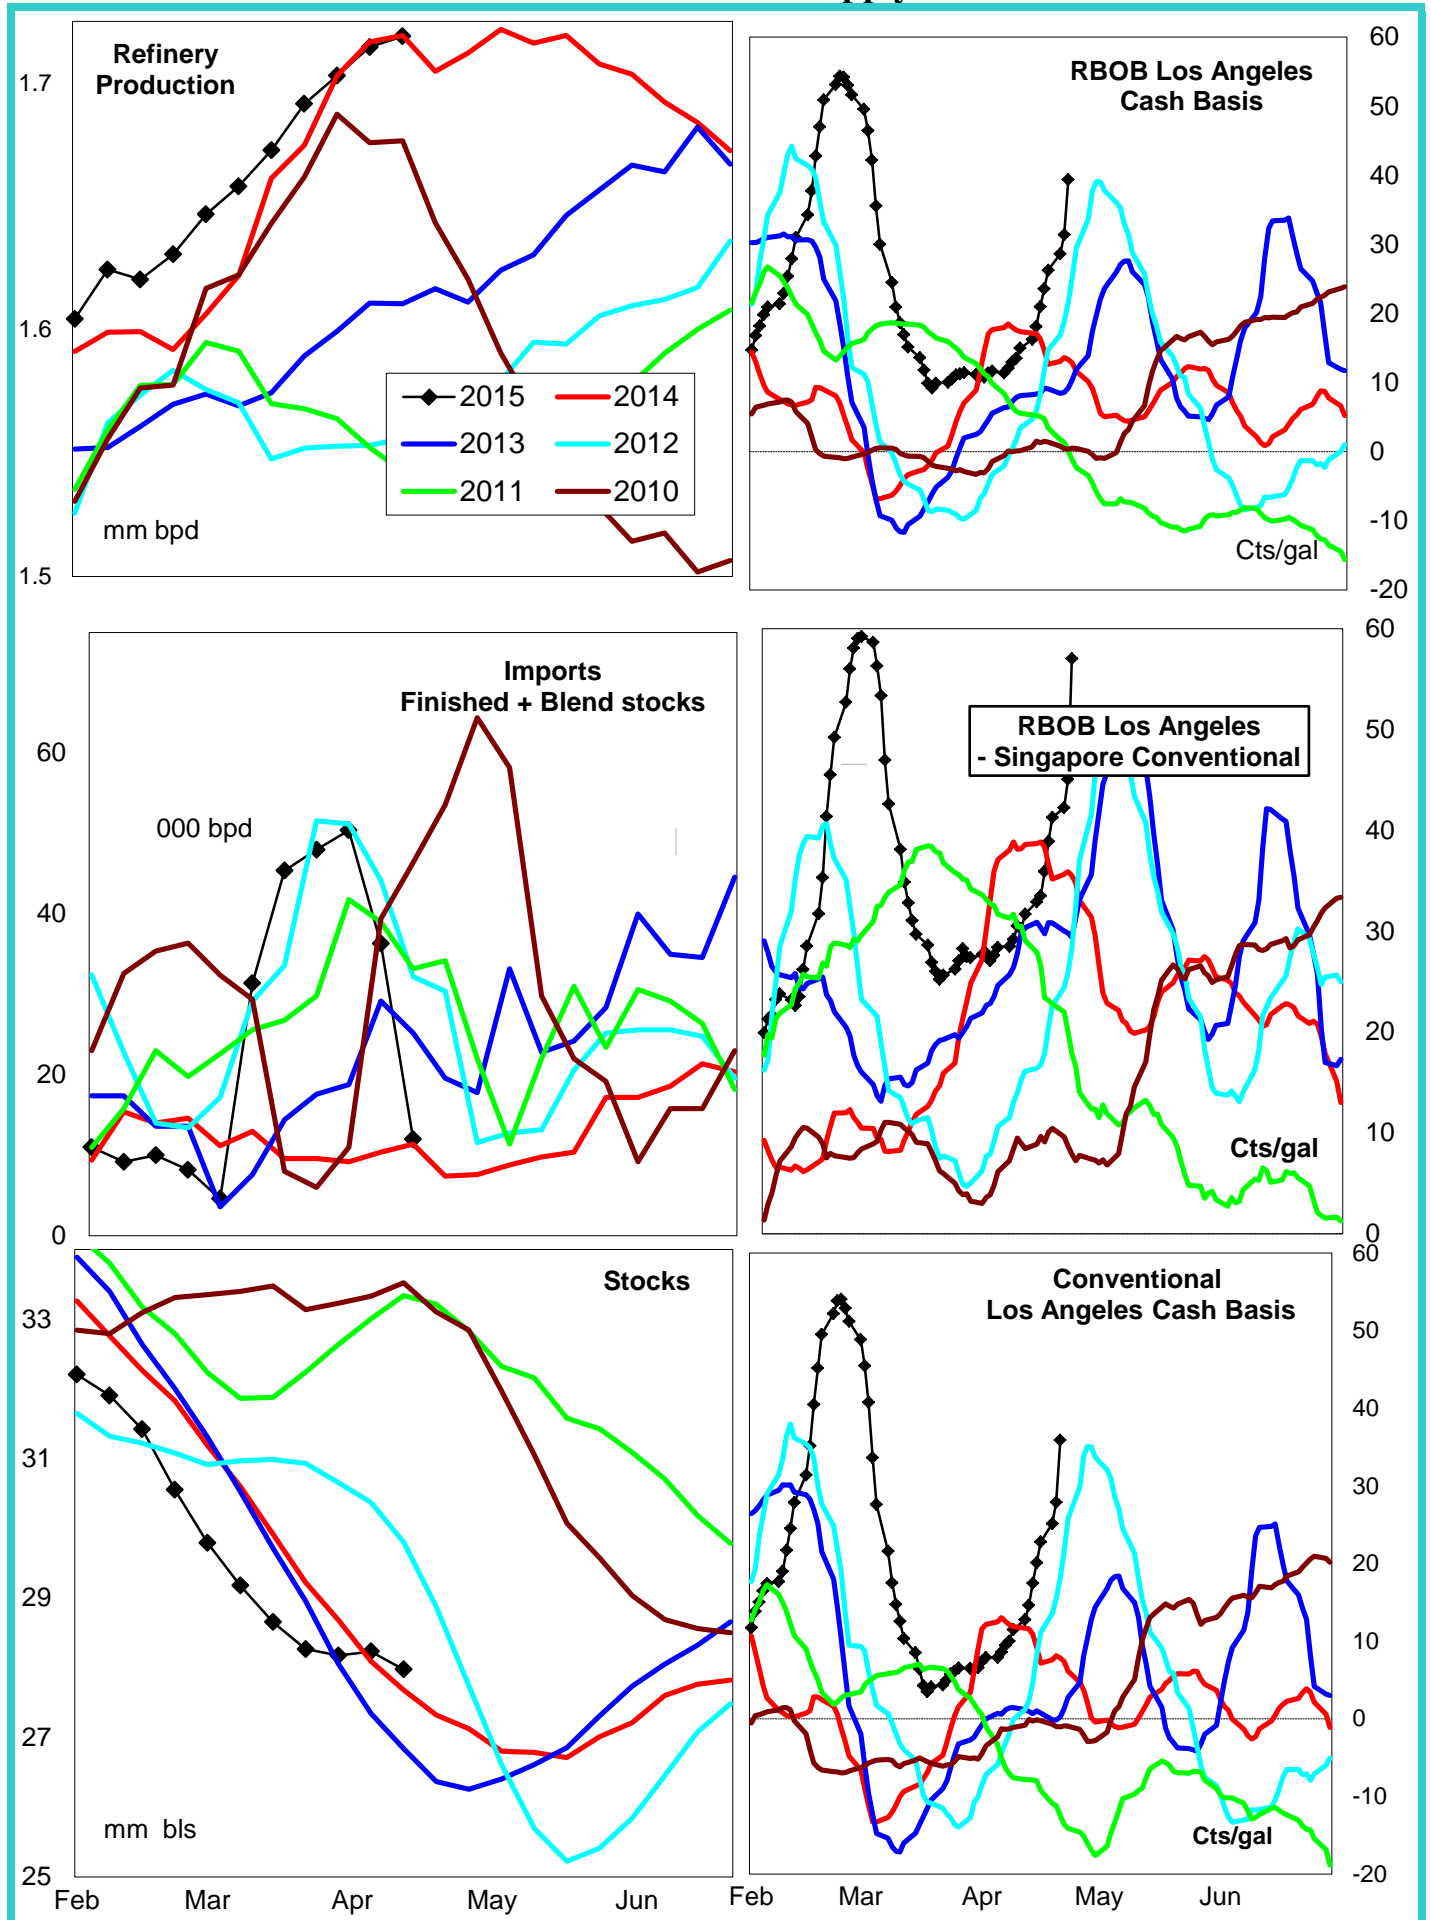 pply
Refinery
Production
1.7
1.6
1.5
mm bpd
2015
2014
2013
2012
2011
2010
RBOB Los Angeles
Cash Basis
60
50
40
30
20
10
0
-10
-20
Cts/gal
Imports
Finished + Blend stocks
000 bpd
60
40
20
0
RBOB Los Angeles
- Singapore Conventional
60
50
40
30
20
10
0
Cts/gal
Stocks
33
31
29
27
25
mm bls
Feb Mar Apr May Jun
Conventional
Los Angeles Cash Basis
60
50
40
30
20
10
0
-10
-20
Cts/gal
Feb Mar Apr May Jun